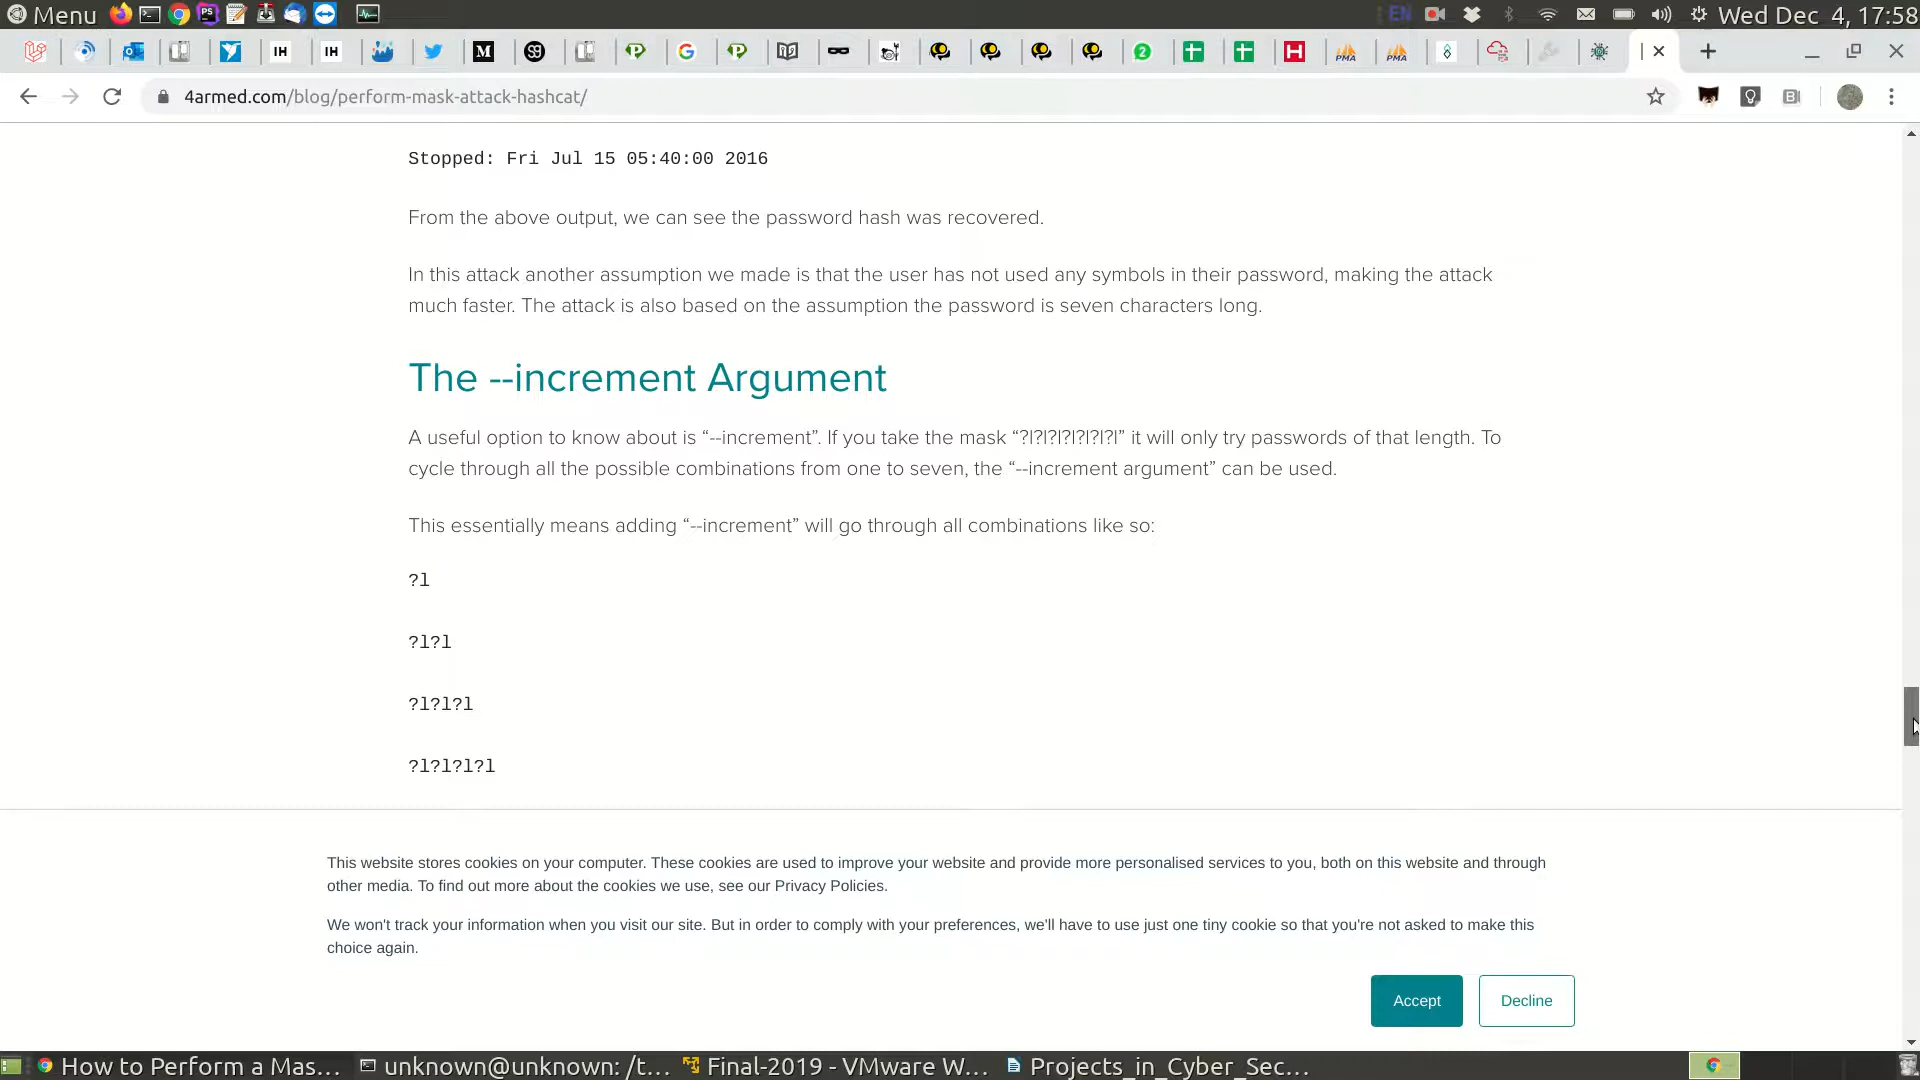 Menu
EN
Wed Dec  4, 17:58
4armed.com/blog/perform-mask-attack-hashcat/
Stopped: Fri Jul 15 05:40:00 2016
From the above output, we can see the password hash was recovered.
In this attack another assumption we made is that the user has not used any symbols in their password, making the attack
much faster. The attack is also based on the assumption the password is seven characters long.
The --increment Argument
A useful option to know about is “--increment”. If you take the mask “?l?l?l?l?l?l?l” it will only try passwords of that length. To
cycle through all the possible combinations from one to seven, the “--increment argument” can be used.
This essentially means adding “--increment” will go through all combinations like so:
?l
?l?l
?l?l?l
?l?l?l?l
This website stores cookies on your computer. These cookies are used to improve your website and provide more personalised services to you, both on this website and through
other media. To find out more about the cookies we use, see our Privacy Policies.
We won't track your information when you visit our site. But in order to comply with your preferences, we'll have to use just one tiny cookie so that you're not asked to make this
choice again.
Accept
Decline
How to Perform a Mas...
unknown@unknown: /t...
Final-2019 - VMware W...
Projects_in_Cyber_Sec...